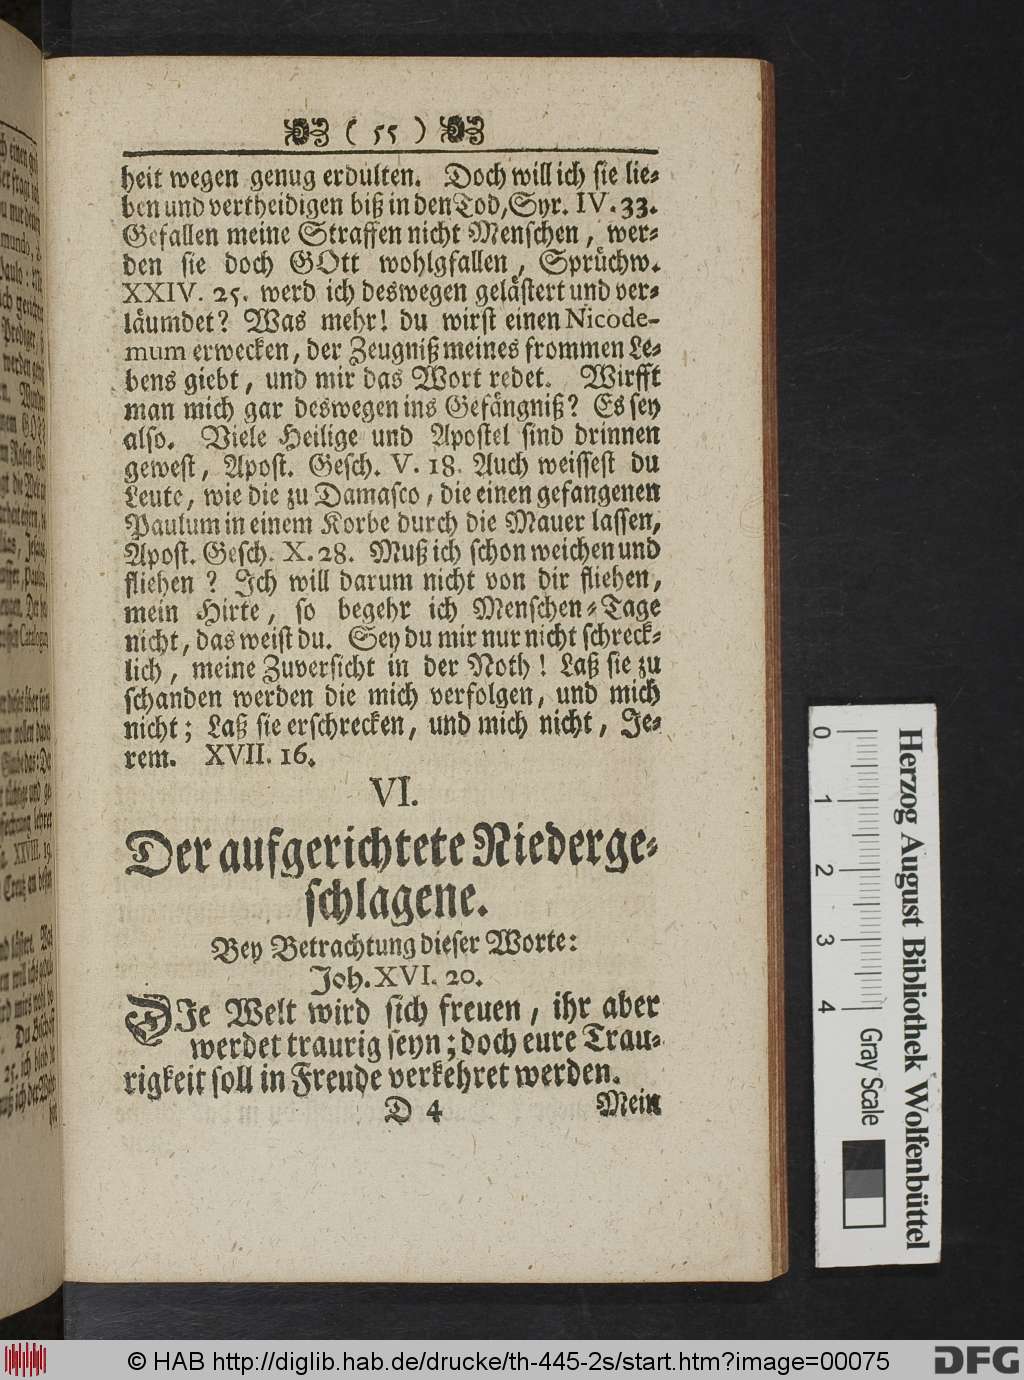 ( 55 )
heit wegen genug erdulten. Doch will ich sie lie-
ben und vertheidigen biß in den Tod, Syr. IV. 33.
Gefallen meine Straffen nicht Menschen, wer-
den sie doch GOtt wohlgfallen, Sprüchw.
XXIV. 25. werd ich deswegen gelästert und ver-
läumdet? Was mehr! du wirst einen Nicode-
mum erwecken, der Zeugniß meines frommen Le-
bens giebt, und mir das Wort redet. Wirfft
man mich gar deswegen ins Gefängniß? Es sey
also. Viele Heilige und Apostel sind drinnen
gewest, Apost. Gesch. V. 18. Auch weissest du
Leute, wie die zu Damasco, die einen gefangenen
Paulum in einem Korbe durch die Mauer lassen,
Apost. Gesch. X. 28. Muß ich schon weichen und
fliehen? Ich will darum nicht von dir fliehen,
mein Hirte, so begehr ich Menschen-Tage
nicht, das weist du. Sey du mir nur nicht schreck-
lich, meine Zuversicht in der Noth! Laß sie zu
schanden werden die mich verfolgen, und mich
nicht; Laß sie erschrecken, und mich nicht, Je-
rem. XVII. 16.
VI.
Der aufgerichtete Niederge-
schlagene.
Bey Betrachtung dieser Worte:
Joh. XVI. 20.
DIe Welt wird sich freuen, ihr aber
werdet traurig seyn; doch eure Trau-
rigkeit soll in Freude verkehret werden.
D 4 Mein
0 1 2 3 4
Gray Scale
Herzog August Bibliothek Wolfenbüttel
© HAB http://diglib.hab.de/drucke/th-445-2s/start.htm?image=00075
DFG